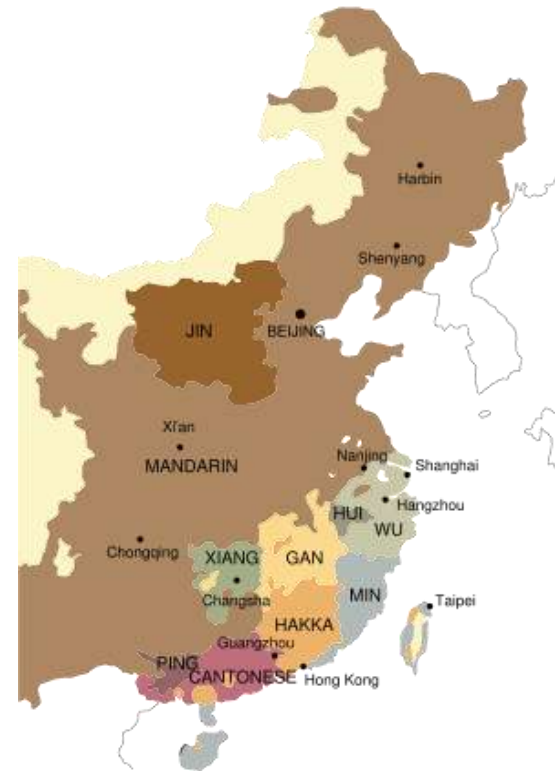 Harbin
Shenyang
JIN
BEIJING
Xi'an
MANDARIN
Nanjing
Shanghai
Hangzhou
HUI
WU
Chongqing
XIANG
GAN
Changsha
MIN
Taipei
HAKKA
Guangzhou
PING
CANTONESE
Hong Kong